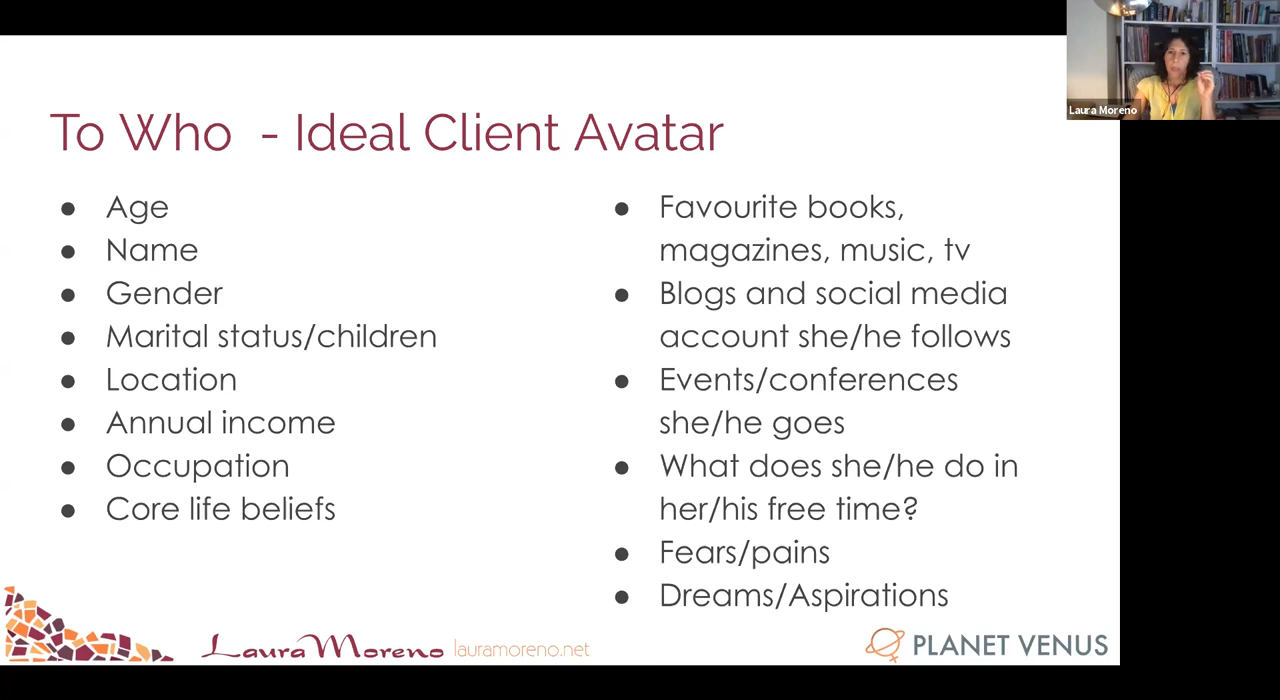 Laura Moreno
To Who - Ideal Client Avatar
● Age
● Name
● Gender
● Marital status/children
● Location
● Annual income
● Occupation
● Core life beliefs
● Favourite books,
magazines, music, tv
● Blogs and social media
account she/he follows
● Events/conferences
she/he goes
● What does she/he do in
her/his free time?
● Fears/pains
● Dreams/Aspirations
Laura Moreno lauramoreno.net
PLANET VENUS